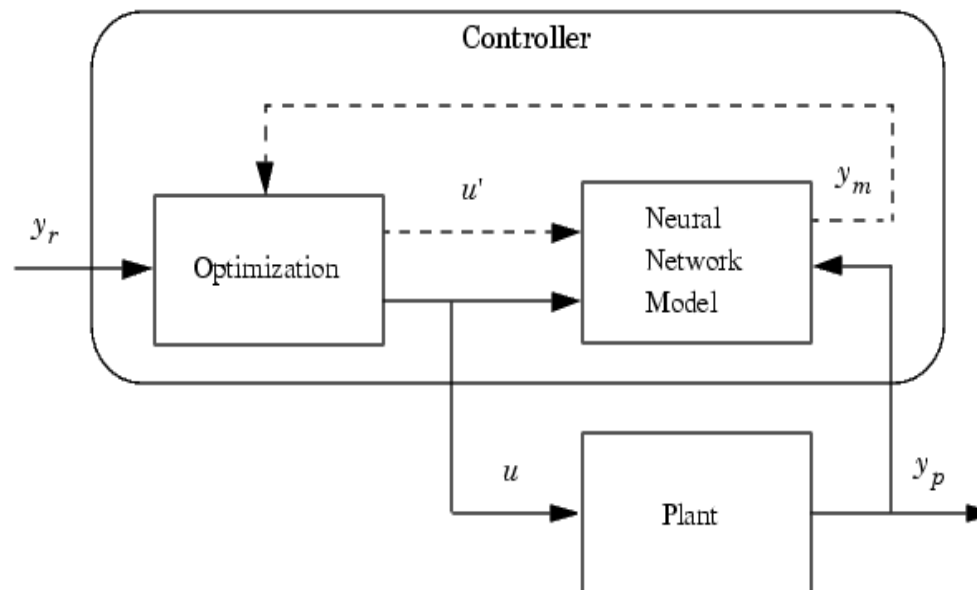 Controller
u'
y_m
y_r
Optimization
Neural
Network
Model
u
y_p
Plant